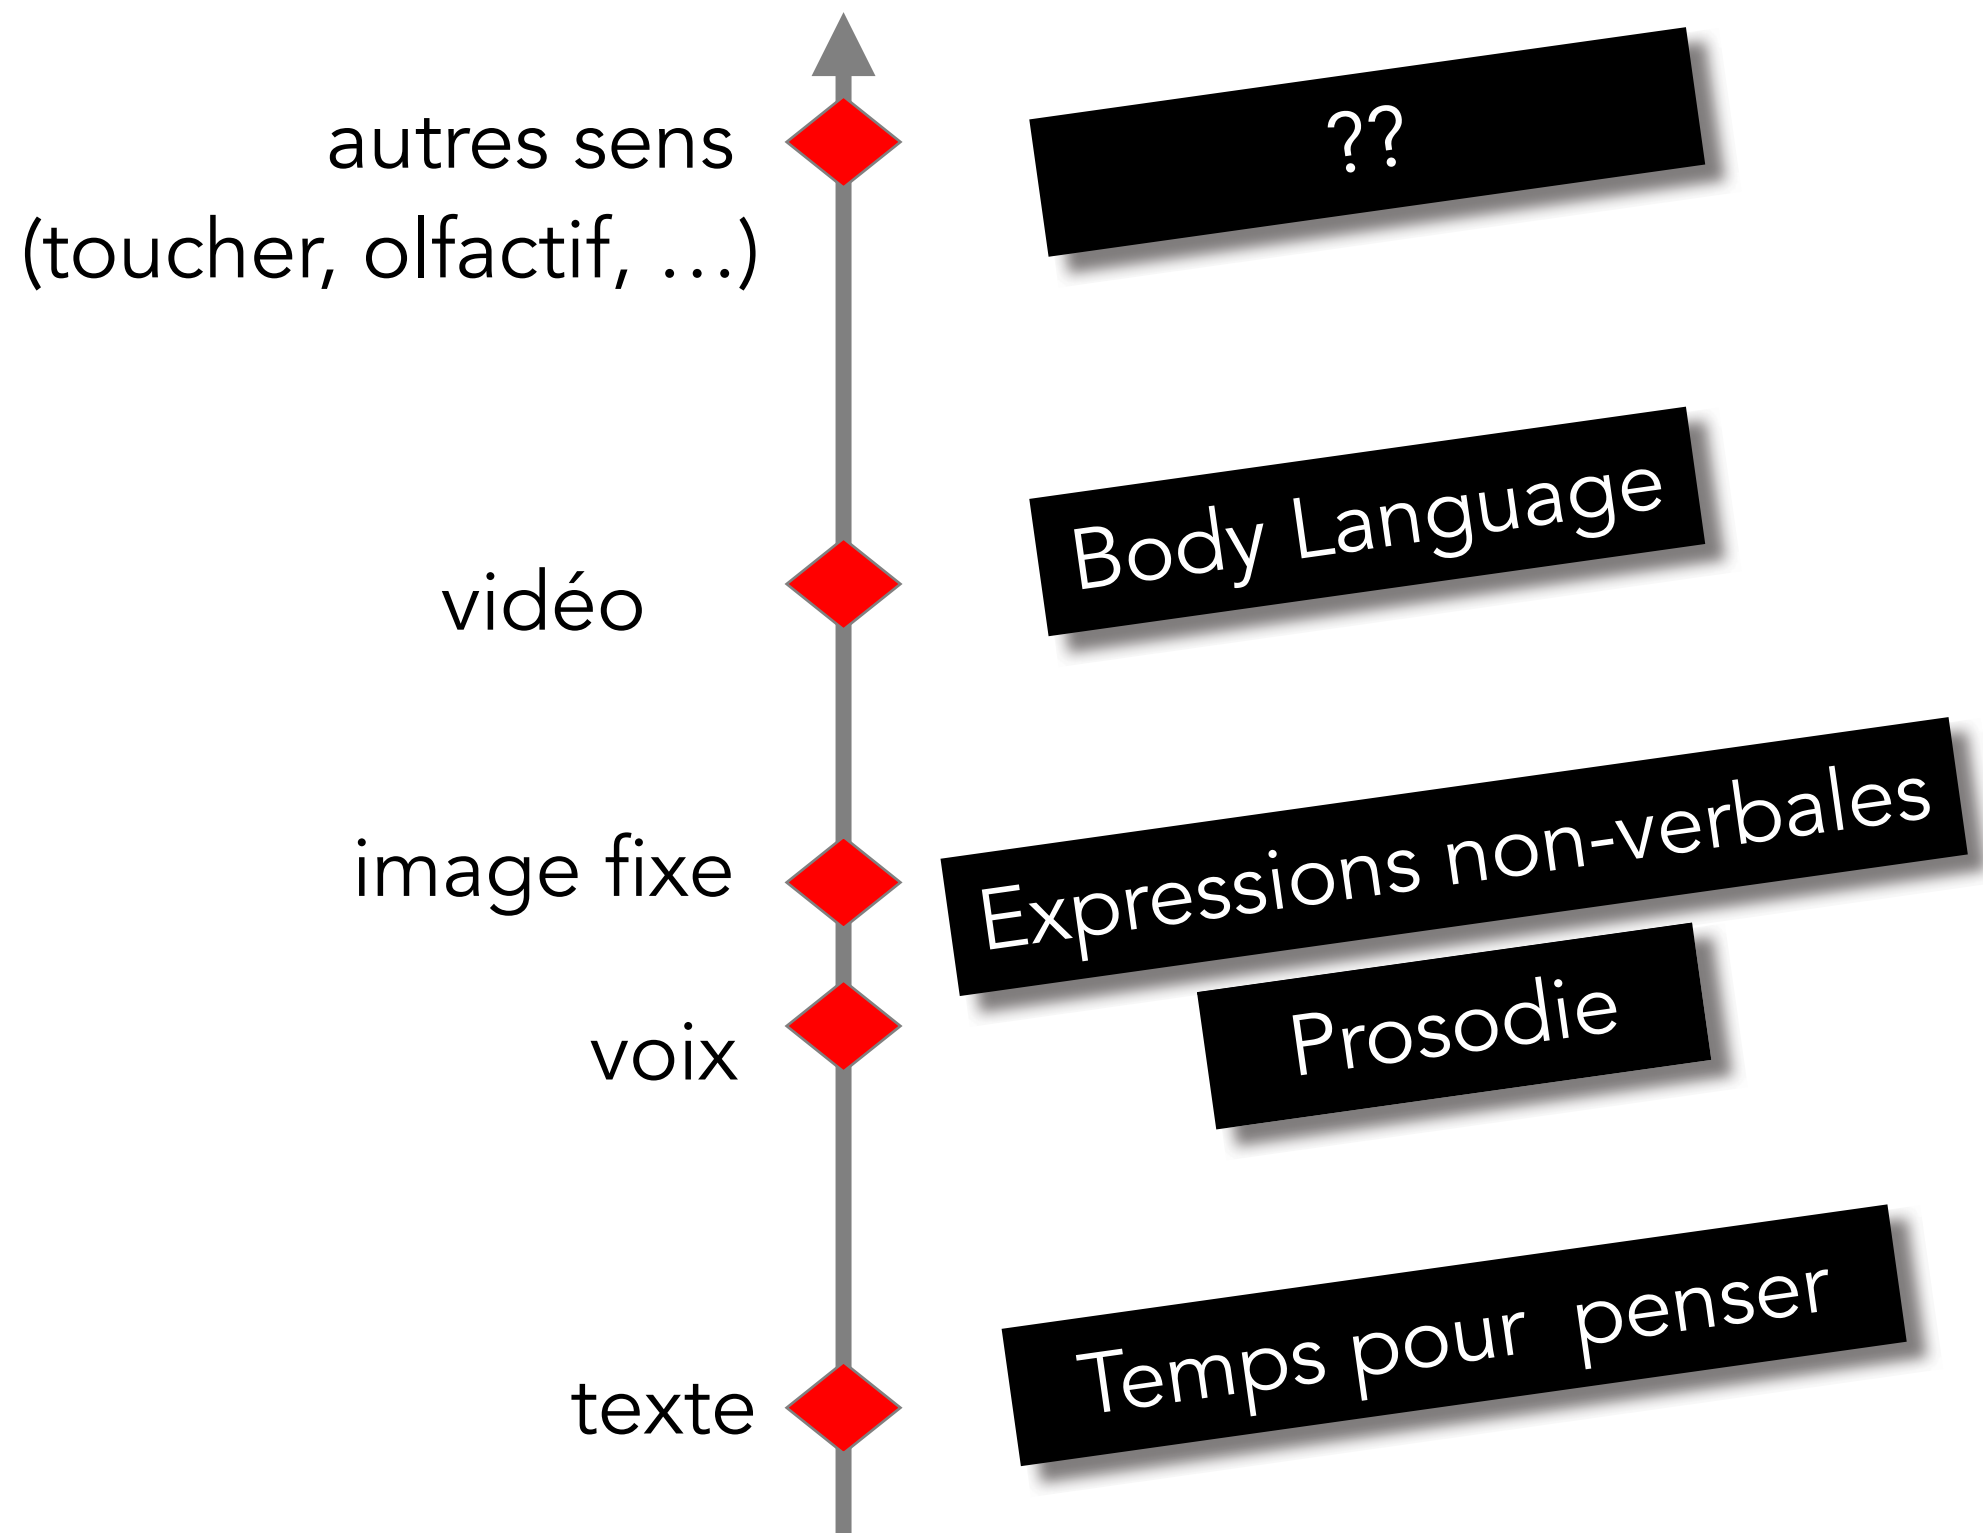 autres sens
(toucher, olfactif, …)
??
vidéo
Body Language
image fixe
Expressions non-verbales
voix
Prosodie
texte
Temps pour penser